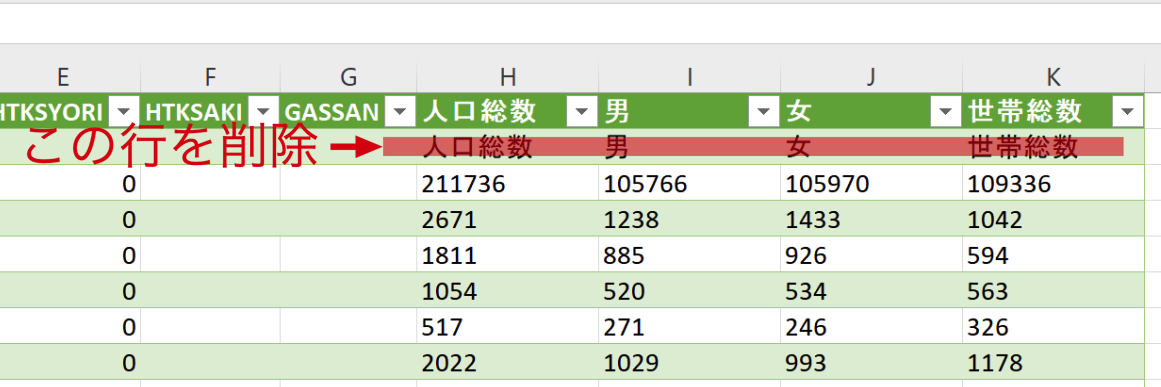 E F G H I J K
HTKSYORI HTKSAKI GASSAN 人口総数 男 女 世帯総数
この行を削除 人口総数 男 女 世帯総数
0 211736 105766 105970 109336
0 2671 1238 1433 1042
0 1811 885 926 594
0 1054 520 534 563
0 517 271 246 326
0 2022 1029 993 1178